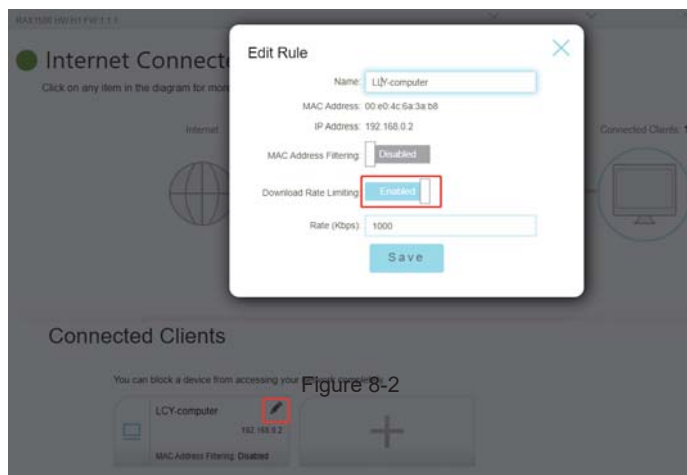 Internet Connecte
Click on any item in the diagram for mor
Internet
Connected Clients: 1
Edit Rule
Name: LCY-computer
MAC Address: 00:e0:4c:6a:3a:b8
IP Address: 192.168.0.2
MAC Address Filtering: Disabled
Download Rate Limiting: Enabled
Rate (Kbps): 1000
Save
Connected Clients
You can block a device from accessing your
Figure 8-2
LCY-computer
192.168.0.2
MAC Address Filtering: Disabled